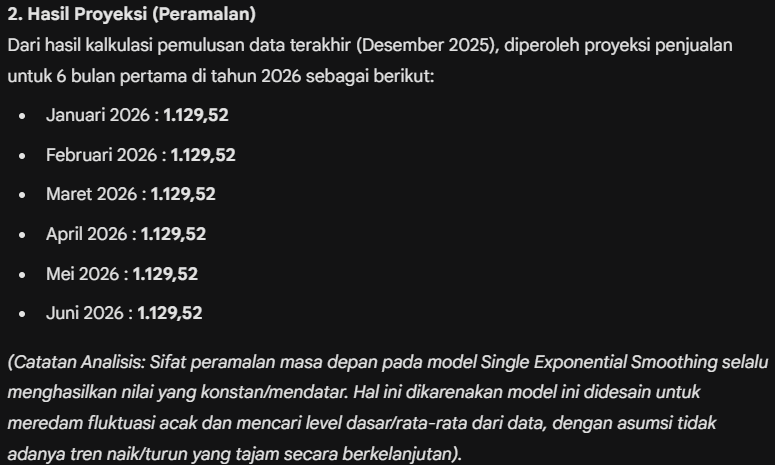 2. Hasil Proyeksi (Peramalan)
Dari hasil kalkulasi pemulusan data terakhir (Desember 2025), diperoleh proyeksi penjualan
untuk 6 bulan pertama di tahun 2026 sebagai berikut:
• Januari 2026 : 1.129,52
• Februari 2026 : 1.129,52
• Maret 2026 : 1.129,52
• April 2026 : 1.129,52
• Mei 2026 : 1.129,52
• Juni 2026 : 1.129,52
(Catatan Analisis: Sifat peramalan masa depan pada model Single Exponential Smoothing selalu
menghasilkan nilai yang konstan/mendatar. Hal ini dikarenakan model ini didesain untuk
meredam fluktuasi acak dan mencari level dasar/rata-rata dari data, dengan asumsi tidak
adanya tren naik/turun yang tajam secara berkelanjutan).